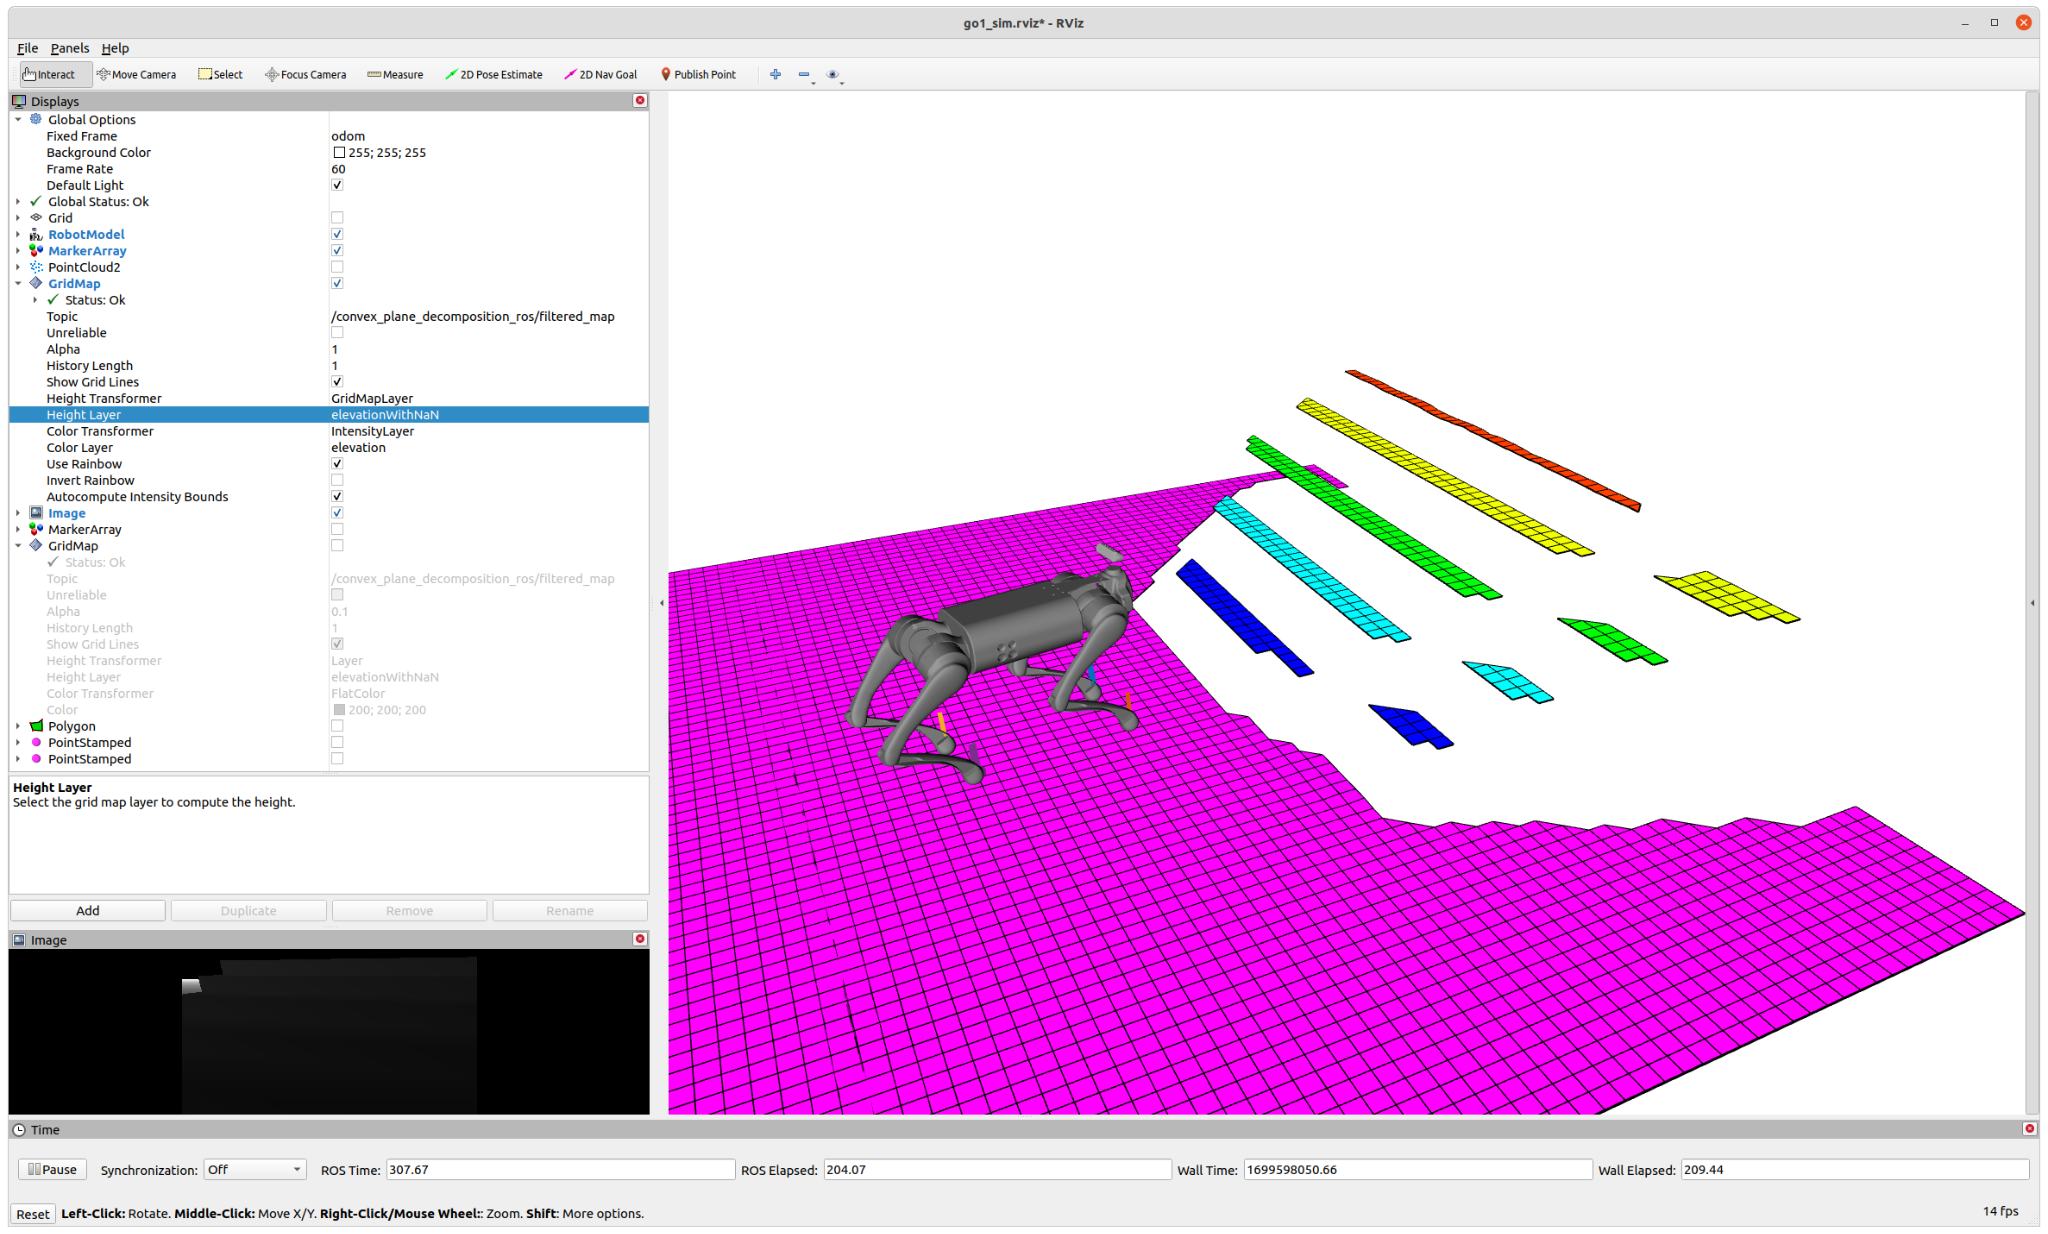 go1_sim.rviz* - RViz
File Panels Help
Interact Move Camera Select Focus Camera Measure 2D Pose Estimate 2D Nav Goal Publish Point
Displays
Global Options
Fixed Frame odom
Background Color 255; 255; 255
Frame Rate 60
Default Light
Global Status: Ok
Grid
RobotModel
MarkerArray
PointCloud2
GridMap
Status: Ok
Topic /convex_plane_decomposition_ros/filtered_map
Unreliable
Alpha 1
History Length 1
Show Grid Lines
Height Transformer GridMapLayer
Height Layer elevationWithNaN
Color Transformer IntensityLayer
Color Layer elevation
Use Rainbow
Invert Rainbow
Autocompute Intensity Bounds
Image
MarkerArray
GridMap
Status: Ok
Topic /convex_plane_decomposition_ros/filtered_map
Unreliable
Alpha 0.1
History Length 1
Show Grid Lines
Height Transformer Layer
Height Layer elevationWithNaN
Color Transformer FlatColor
Color 200; 200; 200
Polygon
PointStamped
PointStamped
Height Layer
Select the grid map layer to compute the height.
Add Duplicate Remove Rename
Image
Time
Pause Synchronization: Off ROS Time: 307.67 ROS Elapsed: 204.07 Wall Time: 1699598050.66 Wall Elapsed: 209.44
Reset Left-Click: Rotate. Middle-Click: Move X/Y. Right-Click/Mouse Wheel:: Zoom. Shift: More options. 14 fps